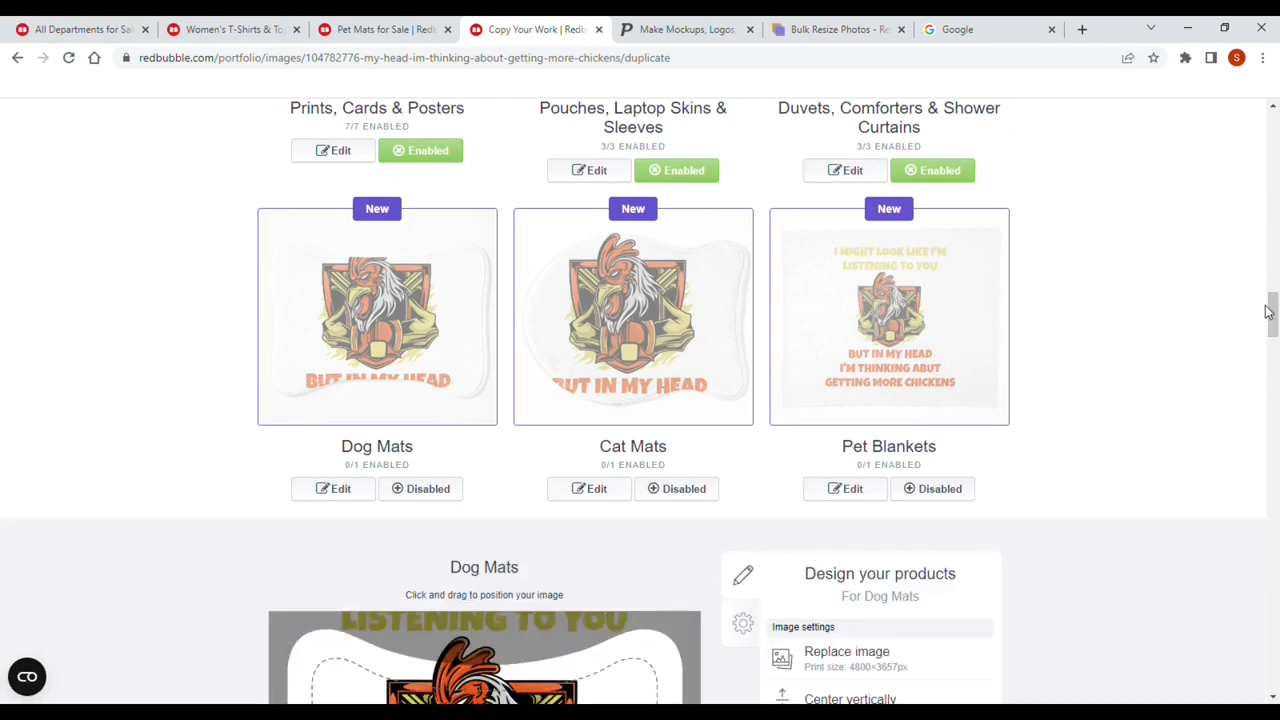 All Departments for Sal
Women's T-Shirts & To
Pet Mats for Sale | Redb
Copy Your Work | Redb
Make Mockups, Logos,
Bulk Resize Photos - Re
Google
redbubble.com/portfolio/images/104782776-my-head-im-thinking-about-getting-more-chickens/duplicate
S
Prints, Cards & Posters
7/7 ENABLED
Edit
Enabled
Pouches, Laptop Skins &
Sleeves
3/3 ENABLED
Edit
Enabled
Duvets, Comforters & Shower
Curtains
3/3 ENABLED
Edit
Enabled
New
BUT IN MY HEAD
Dog Mats
0/1 ENABLED
Edit
Disabled
New
BUT IN MY HEAD
Cat Mats
0/1 ENABLED
Edit
Disabled
New
I MIGHT LOOK LIKE I'M
LISTENING TO YOU
BUT IN MY HEAD
I'M THINKING ABUT
GETTING MORE CHICKENS
Pet Blankets
0/1 ENABLED
Edit
Disabled
Dog Mats
Click and drag to position your image
LISTENING TO YOU
Design your products
For Dog Mats
Image settings
Replace image
Print size: 4800×3657px
Center vertically